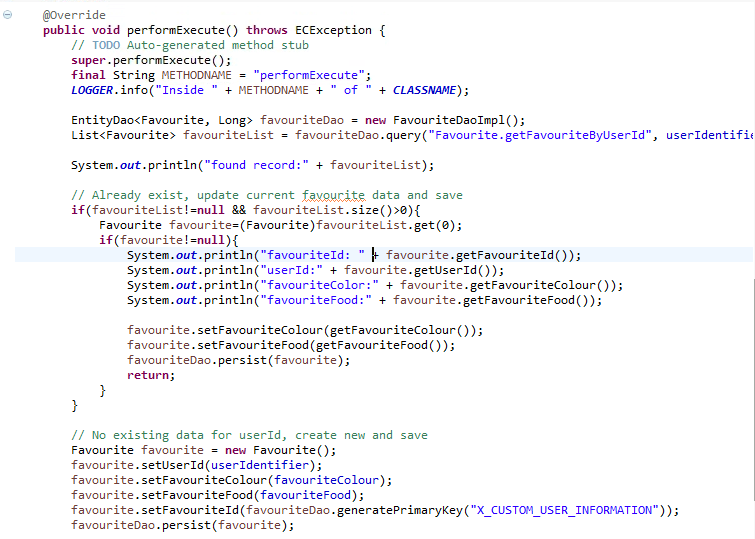 @Override
public void performExecute() throws ECException {
// TODO Auto-generated method stub
super.performExecute();
final String METHODNAME = "performExecute";
LOGGER.info("Inside " + METHODNAME + " of " + CLASSNAME);
EntityDao<Favourite, Long> favouriteDao = new FavouriteDaoImpl();
List<Favourite> favouriteList = favouriteDao.query("Favourite.getFavouriteByUserId", userIdentifie
System.out.println("found record:" + favouriteList);
// Already exist, update current favourite data and save
if(favouriteList!=null && favouriteList.size()>0){
Favourite favourite=(Favourite)favouriteList.get(0);
if(favourite!=null){
System.out.println("favouriteId: " + favourite.getFavouriteId());
System.out.println("userId:" + favourite.getUserId());
System.out.println("favouriteColor:" + favourite.getFavouriteColour());
System.out.println("favouriteFood:" + favourite.getFavouriteFood());
favourite.setFavouriteColour(getFavouriteColour());
favourite.setFavouriteFood(getFavouriteFood());
favouriteDao.persist(favourite);
return;
}
}
// No existing data for userId, create new and save
Favourite favourite = new Favourite();
favourite.setUserId(userIdentifier);
favourite.setFavouriteColour(favouriteColour);
favourite.setFavouriteFood(favouriteFood);
favourite.setFavouriteId(favouriteDao.generatePrimaryKey("X_CUSTOM_USER_INFORMATION"));
favouriteDao.persist(favourite);